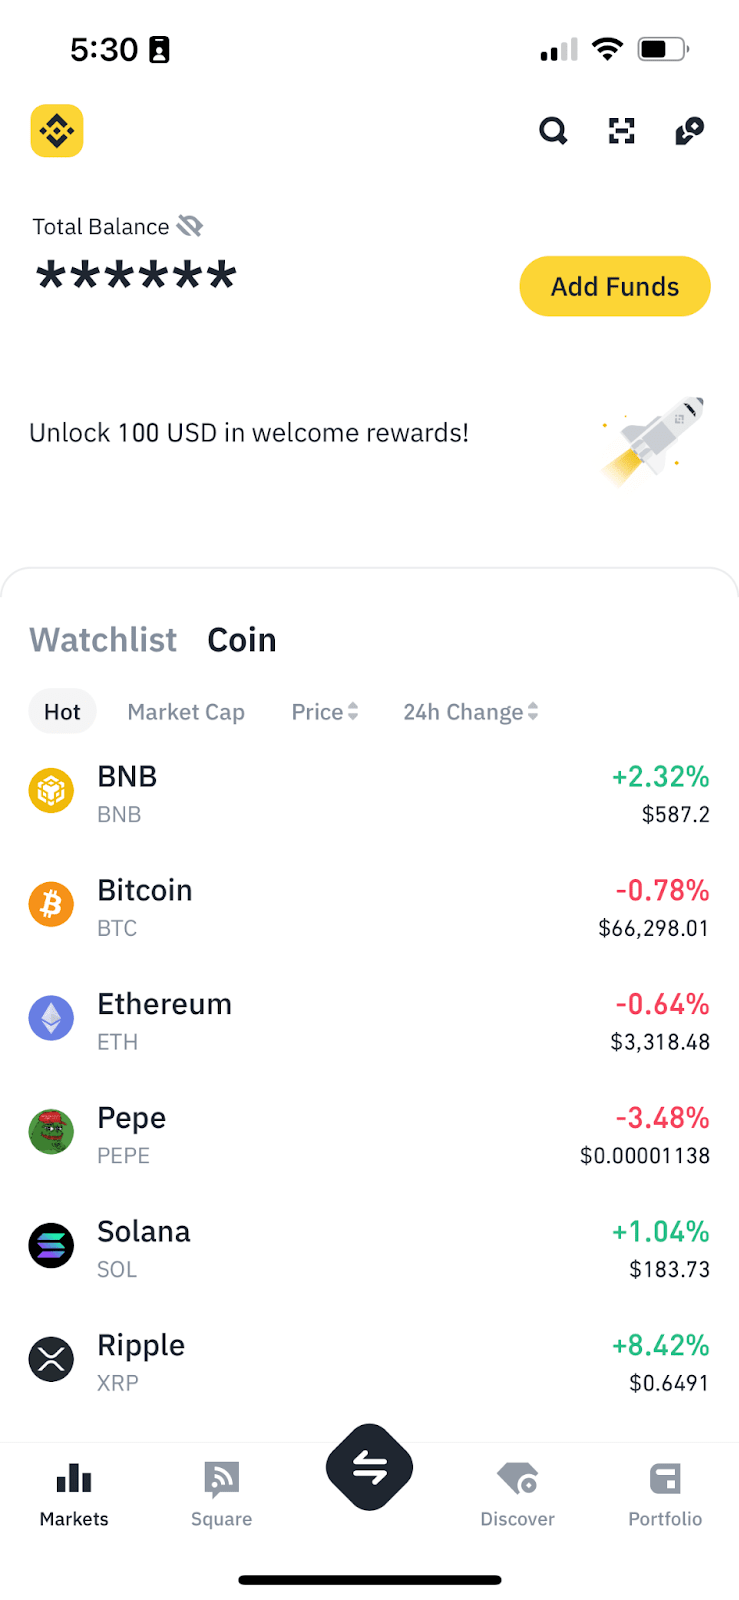 5:30
Total Balance
******
Add Funds
Unlock 100 USD in welcome rewards!
Watchlist Coin
Hot Market Cap Price 24h Change
BNB +2.32%
BNB $587.2
Bitcoin -0.78%
BTC $66,298.01
Ethereum -0.64%
ETH $3,318.48
Pepe -3.48%
PEPE $0.00001138
Solana +1.04%
SOL $183.73
Ripple +8.42%
XRP $0.6491
Markets Square Discover Portfolio